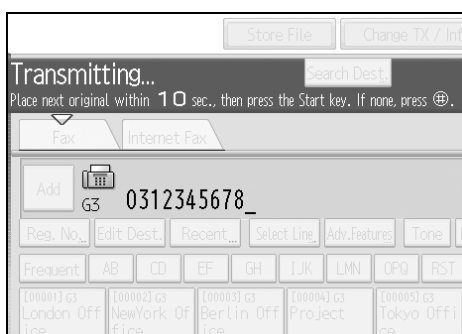 Store File Change TX / Inf
Transmitting...
Search Dest.
Place next original within 10 sec., then press the Start key. If none, press ⊕.
Fax Internet Fax
Add G3 0312345678_
Reg. No. Edit Dest. Recent Select Line Adv.Features Tone
Frequent AB CD EF GH IJK LMN OPQ RST
[00001] G3 [00002] G3 [00003] G3 [00004] G3 [00005] G3
London Off NewYork Of Berlin Off Project Tokyo Offi
ice fice ice ce